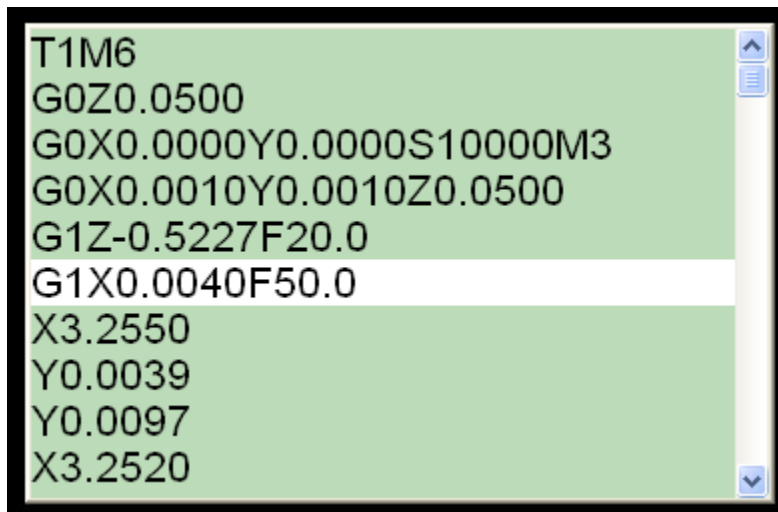 T1M6
G0Z0.0500
G0X0.0000Y0.0000S10000M3
G0X0.0010Y0.0010Z0.0500
G1Z-0.5227F20.0
G1X0.0040F50.0
X3.2550
Y0.0039
Y0.0097
X3.2520